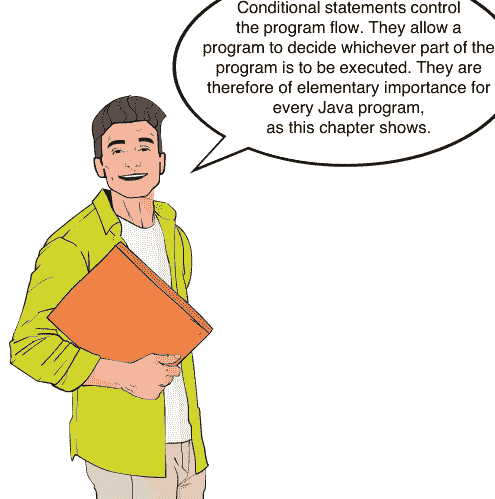 Conditional statements control
the program flow. They allow a
program to decide whichever part of the
program is to be executed. They are
therefore of elementary importance for
every Java program,
as this chapter shows.